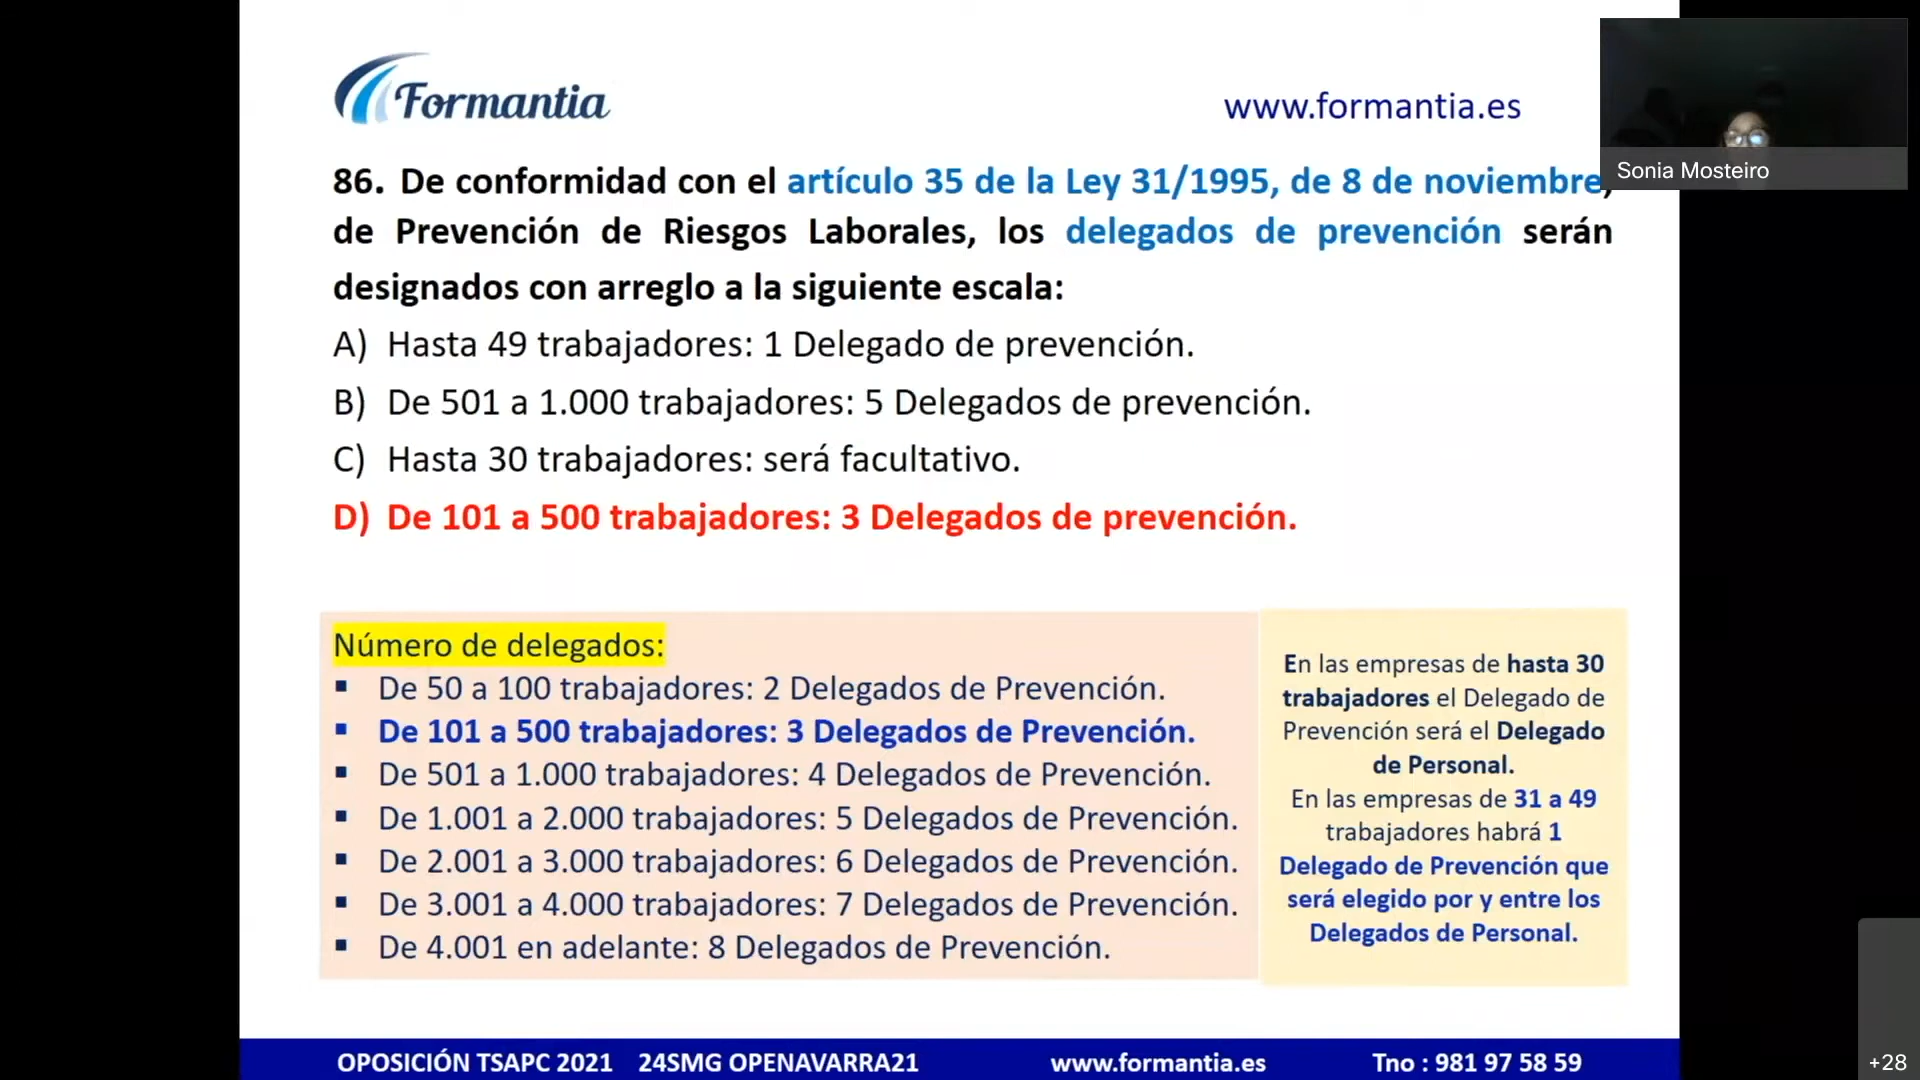 Formantia
www.formantia.es
Sonia Mosteiro
86. De conformidad con el artículo 35 de la Ley 31/1995, de 8 de noviembre,
de Prevención de Riesgos Laborales, los delegados de prevención serán
designados con arreglo a la siguiente escala:
A) Hasta 49 trabajadores: 1 Delegado de prevención.
B) De 501 a 1.000 trabajadores: 5 Delegados de prevención.
C) Hasta 30 trabajadores: será facultativo.
D) De 101 a 500 trabajadores: 3 Delegados de prevención.
Número de delegados:
▪ De 50 a 100 trabajadores: 2 Delegados de Prevención.
▪ De 101 a 500 trabajadores: 3 Delegados de Prevención.
▪ De 501 a 1.000 trabajadores: 4 Delegados de Prevención.
▪ De 1.001 a 2.000 trabajadores: 5 Delegados de Prevención.
▪ De 2.001 a 3.000 trabajadores: 6 Delegados de Prevención.
▪ De 3.001 a 4.000 trabajadores: 7 Delegados de Prevención.
▪ De 4.001 en adelante: 8 Delegados de Prevención.
En las empresas de hasta 30
trabajadores el Delegado de
Prevención será el Delegado
de Personal.
En las empresas de 31 a 49
trabajadores habrá 1
Delegado de Prevención que
será elegido por y entre los
Delegados de Personal.
OPOSICIÓN TSAPC 2021 24SMG OPENAVARRA21 www.formantia.es Tno : 981 97 58 59
+28